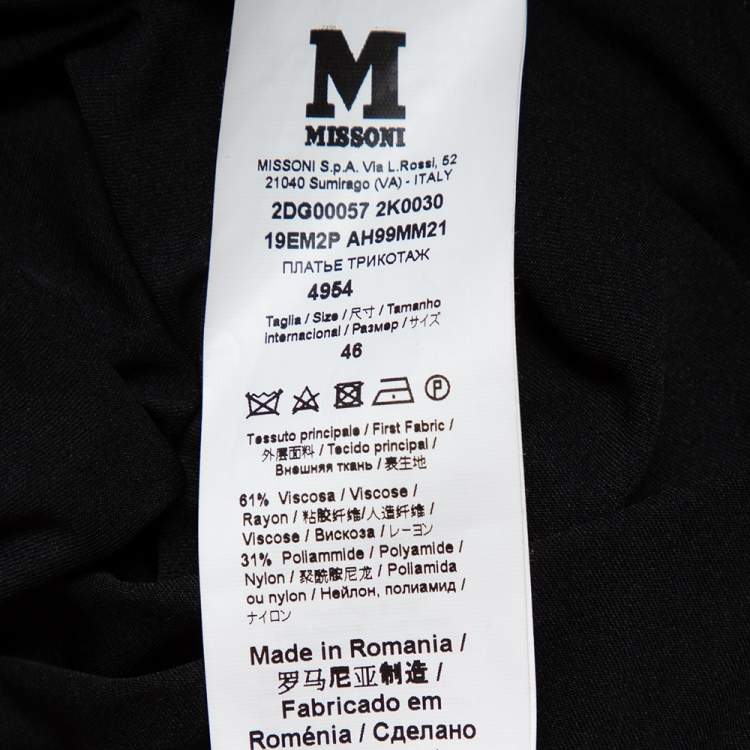 M
MISSONI
MISSONI S.p.A. Via L.Rossi, 52
21040 Sumirago (VA) - ITALY
2DG00057 2K0030
19EM2P AH99MM21
ПЛАТЬЕ ТРИКОТАЖ
4954
Taglia / Size / 尺寸 / Tamanho
internacional / Размер / サイズ
46
P
Tessuto principale / First Fabric /
外层面料 / Tecido principal /
Внешняя ткань / 表生地
61% Viscosa / Viscose /
Rayon / 粘胶纤维/人造纤维 /
Viscose / Вискоза / レーヨン
31% Poliammide / Polyamide /
Nylon / 聚酰胺尼龙 / Poliamida
ou nylon / Нейлон, полиамид /
ナイロン
Made in Romania /
罗马尼亚制造 /
Fabricado em
Roménia / Сделано